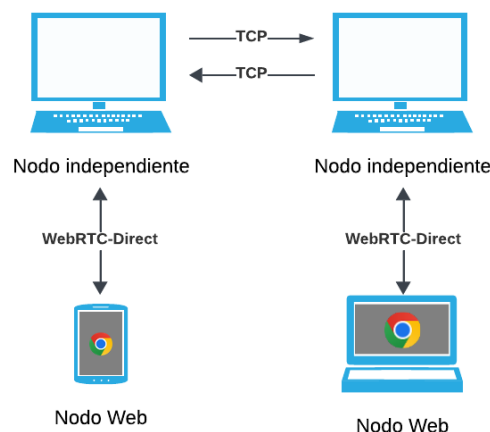 TCP
TCP
Nodo independiente
Nodo independiente
WebRTC-Direct
WebRTC-Direct
Nodo Web
Nodo Web